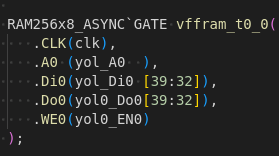 RAM256x8_ASYNC`GATE vffram_t0_0(
    .CLK(clk),
    .A0 (yol_A0  ),
    .Di0(yol_Di0 [39:32]),
    .Do0(yol0_Do0[39:32]),
    .WE0(yol0_EN0)
);